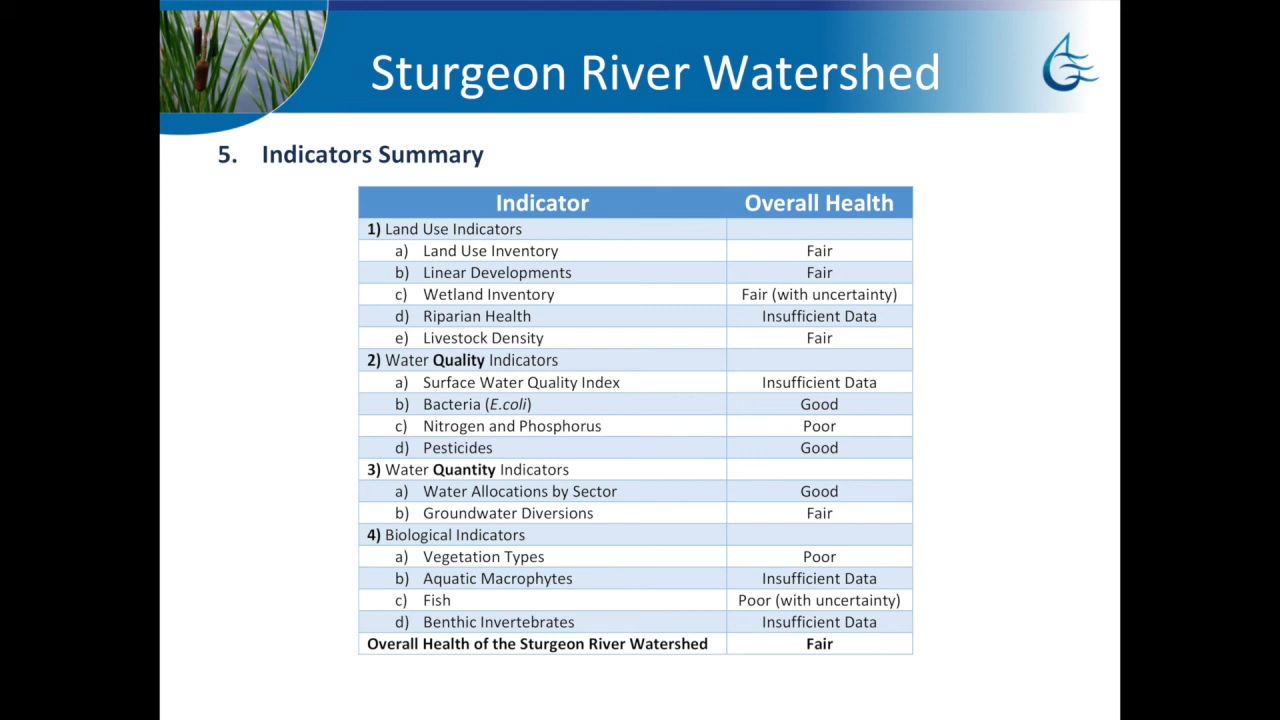 Sturgeon River Watershed
5. Indicators Summary
Indicator Overall Health
1) Land Use Indicators
a) Land Use Inventory Fair
b) Linear Developments Fair
c) Wetland Inventory Fair (with uncertainty)
d) Riparian Health Insufficient Data
e) Livestock Density Fair
2) Water Quality Indicators
a) Surface Water Quality Index Insufficient Data
b) Bacteria (E.coli) Good
c) Nitrogen and Phosphorus Poor
d) Pesticides Good
3) Water Quantity Indicators
a) Water Allocations by Sector Good
b) Groundwater Diversions Fair
4) Biological Indicators
a) Vegetation Types Poor
b) Aquatic Macrophytes Insufficient Data
c) Fish Poor (with uncertainty)
d) Benthic Invertebrates Insufficient Data
Overall Health of the Sturgeon River Watershed Fair